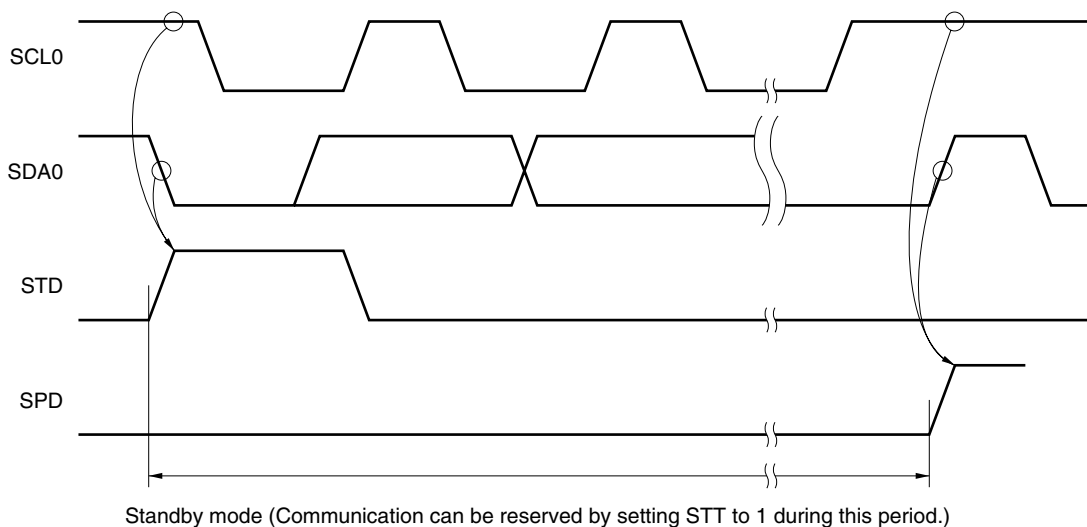 SCL0
SDA0
STD
SPD
Standby mode (Communication can be reserved by setting STT to 1 during this period.)